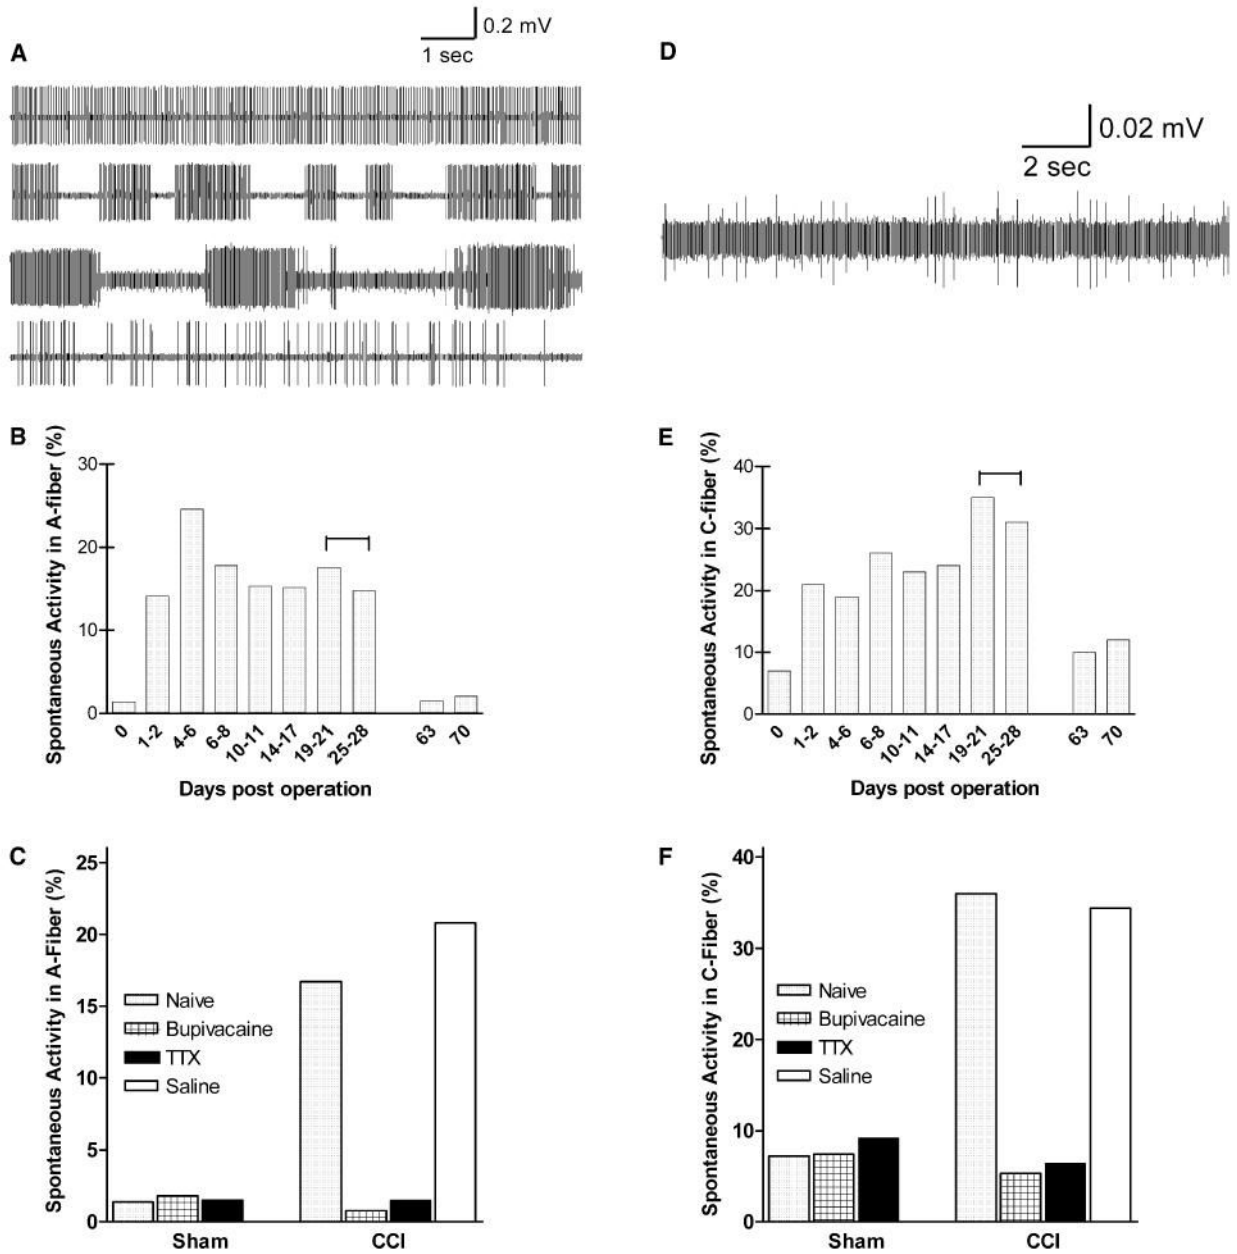 A
0.2 mV
1 sec
D
0.02 mV
2 sec
B
Spontaneous Activity in A-fiber (%)
30
20
10
0
0
1-2
4-6
6-8
10-11
14-17
19-21
25-28
63
70
Days post operation
E
Spontaneous Activity in C-fiber (%)
40
30
20
10
0
0
1-2
4-6
6-8
10-11
14-17
19-21
25-28
63
70
Days post operation
C
Spontaneous Activity in A-Fiber (%)
25
20
15
10
5
0
Naive
Bupivacaine
TTX
Saline
Sham
CCI
F
Spontaneous Activity in C-Fiber (%)
40
30
20
10
0
Naive
Bupivacaine
TTX
Saline
Sham
CCI